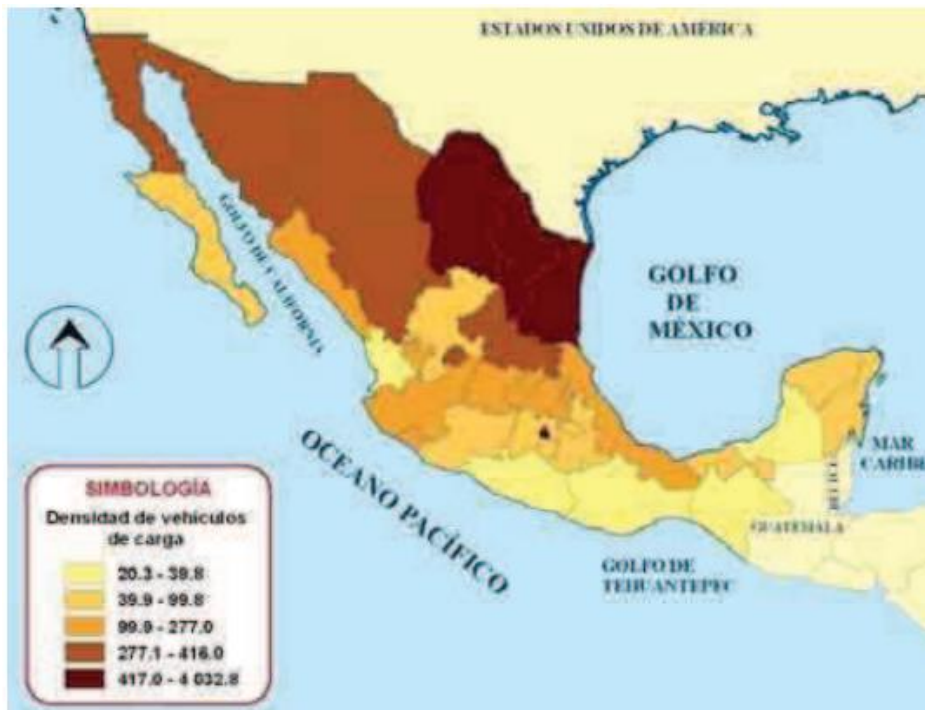 ESTADOS UNIDOS DE AMÉRICA
GOLFO DE CALIFORNIA
GOLFO
DE
MÉXICO
OCEANO PACÍFICO
MAR
CARIBE
BELICE
GUATEMALA
GOLFO DE
TEHUANTEPEC
SIMBOLOGÍA
Densidad de vehículos
de carga
20.3 - 39.8
39.9 - 99.8
99.9 - 277.0
277.1 - 416.0
417.0 - 4 032.8